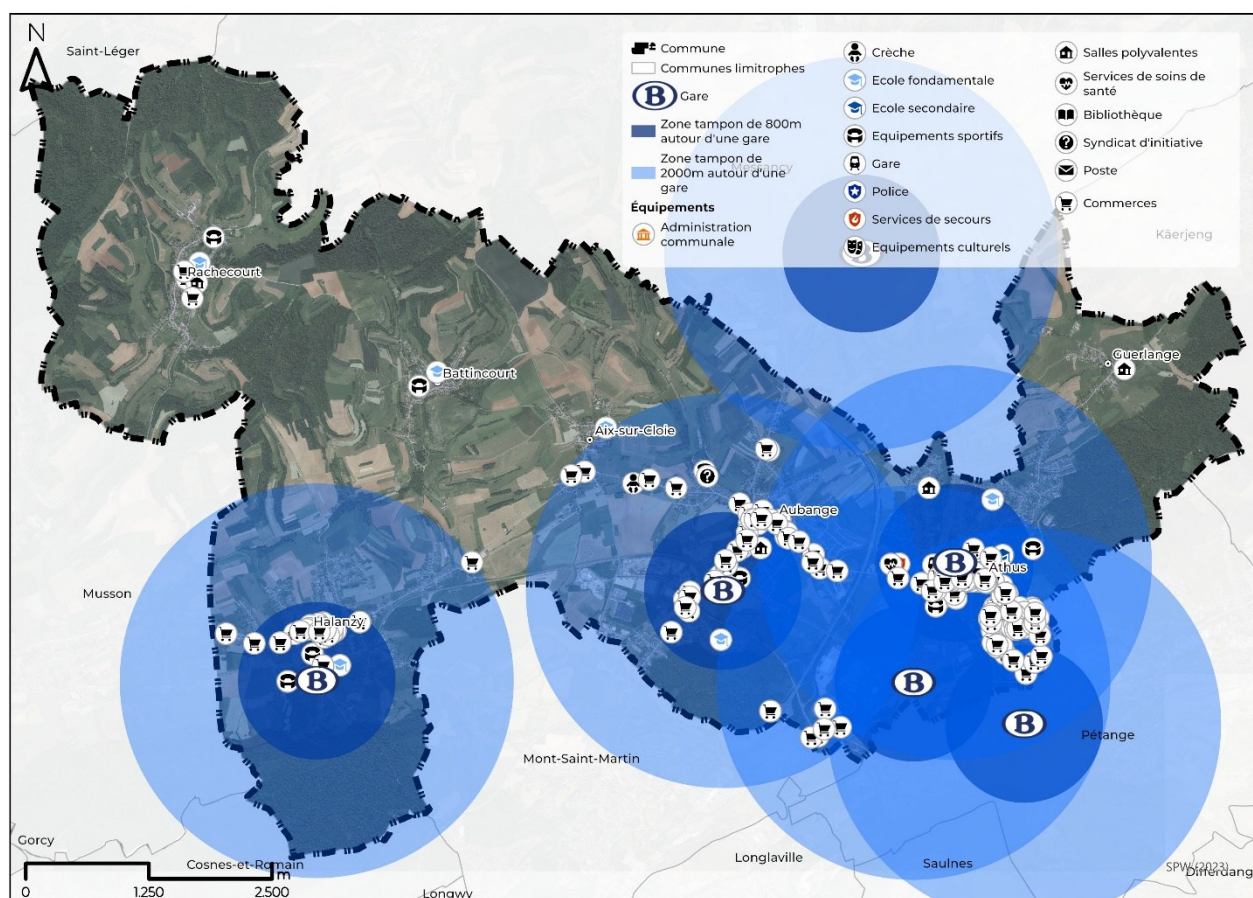 N
Saint-Léger
Commune
Communes limitrophes
B Gare
Zone tampon de 800m
autour d'une gare
Zone tampon de
2000m autour d'une
gare
Équipements
Administration
communale
Crèche
Ecole fondamentale
Ecole secondaire
Equipements sportifs
Gare
Police
Services de secours
Equipements culturels
Salles polyvalentes
Services de soins de
santé
Bibliothèque
Syndicat d'initiative
Poste
Commerces
Messancy
Käerjeng
B
Rachecourt
Guerlange
Battincourt
Aix-sur-Cloie
Aubange
B
Athus
B
Musson
Halanzy
B
B
B
Pétange
Mont-Saint-Martin
Gorcy
Cosnes-et-Romain
Longlaville
Saulnes
SPW (2023)
Differdang
Longwy
0
1.250
2.500
m